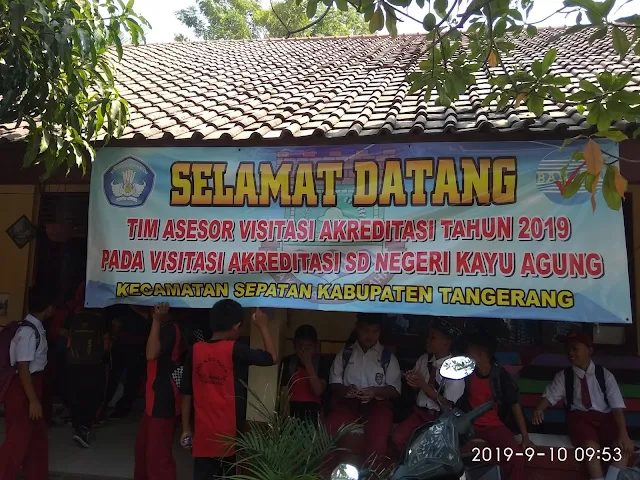 SELAMAT DATANG
TIM ASESOR VISITASI AKREDITASI TAHUN 2019
PADA VISITASI AKREDITASI SD NEGERI KAYU AGUNG
KECAMATAN SEPATAN KABUPATEN TANGERANG
2019-9-10 09:53